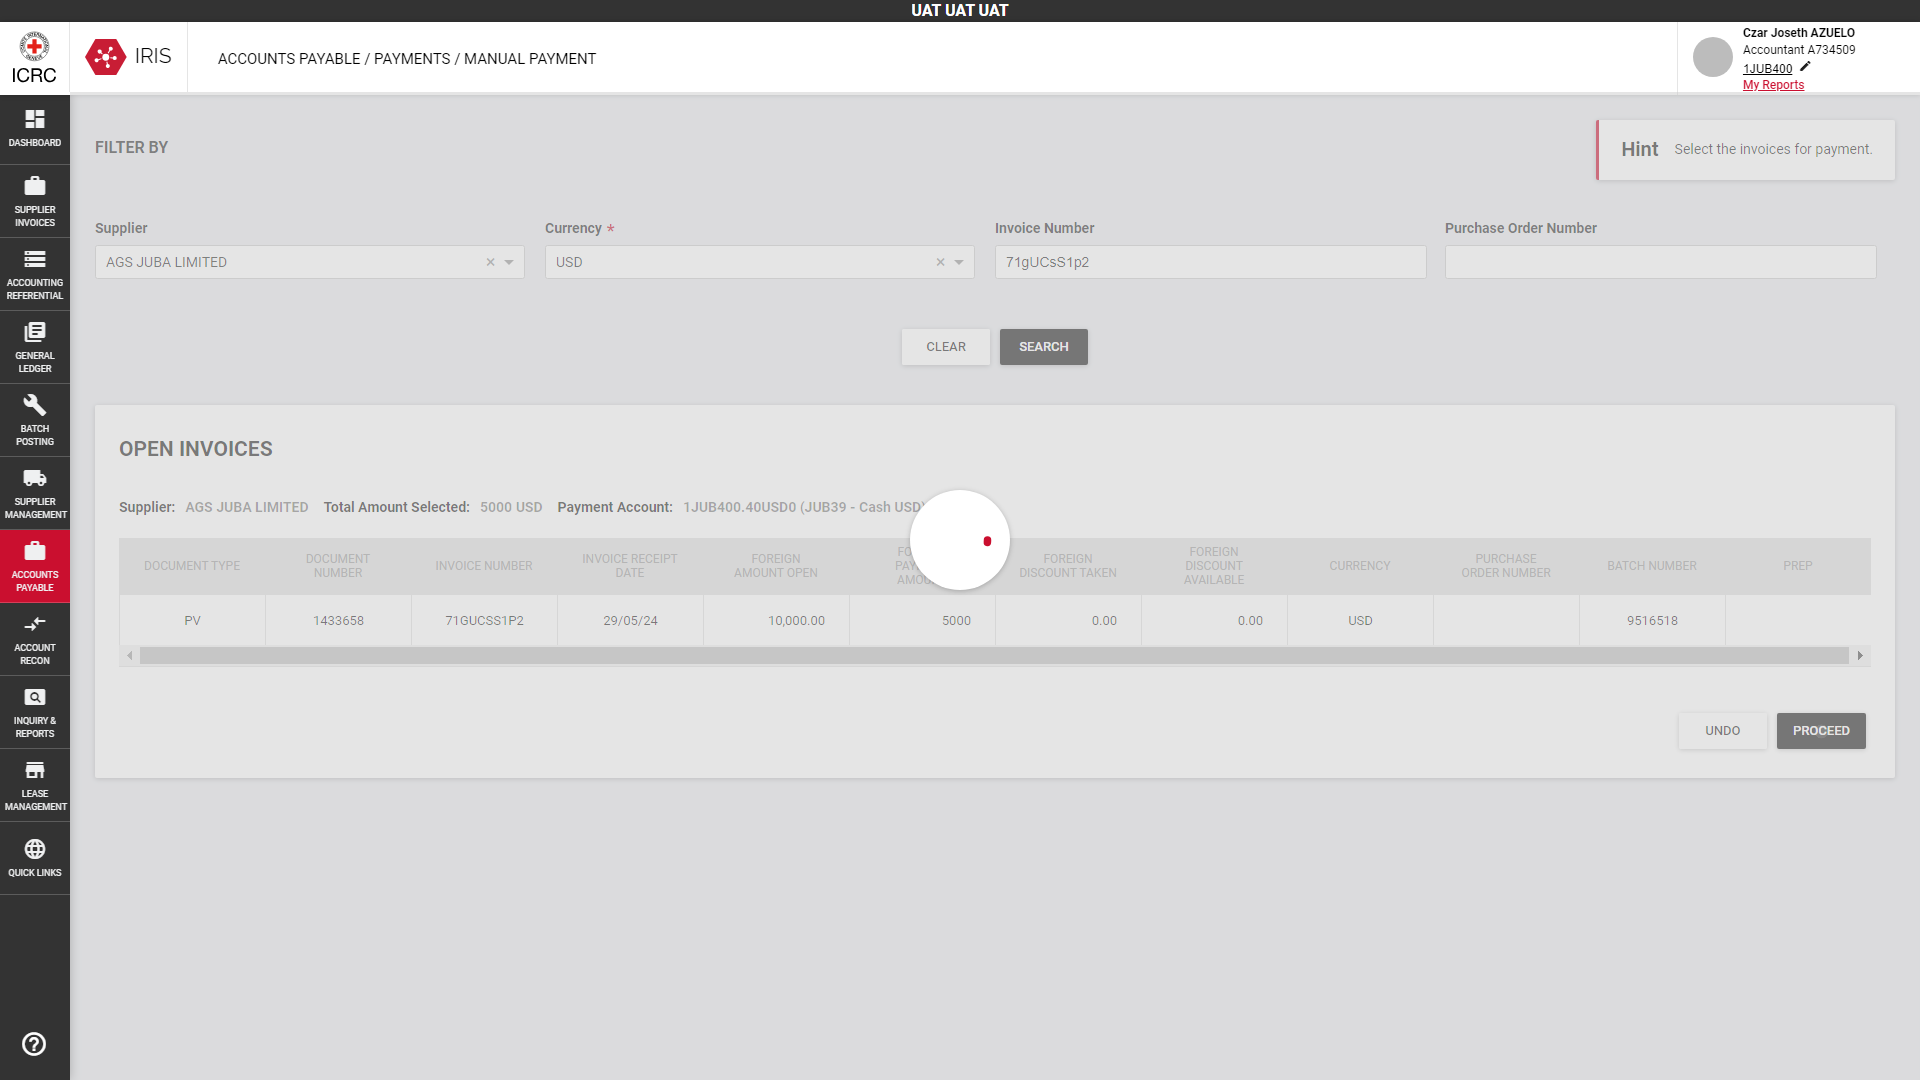 UAT UAT UAT
ICRC
IRIS
ACCOUNTS PAYABLE / PAYMENTS / MANUAL PAYMENT
Czar Joseth AZUELO
Accountant A734509
1JUB400
My Reports
DASHBOARD
SUPPLIER
INVOICES
ACCOUNTING
REFERENTIAL
GENERAL
LEDGER
BATCH
POSTING
SUPPLIER
MANAGEMENT
ACCOUNTS
PAYABLE
ACCOUNT
RECON
INQUIRY &
REPORTS
LEASE
MANAGEMENT
QUICK LINKS
FILTER BY
Hint Select the invoices for payment.
Supplier
Currency *
Invoice Number
Purchase Order Number
AGS JUBA LIMITED
USD
71gUCsS1p2
CLEAR
SEARCH
OPEN INVOICES
Supplier: AGS JUBA LIMITED Total Amount Selected: 5000 USD Payment Account: 1JUB400.40USD0 (JUB39 - Cash USD)
DOCUMENT TYPE
DOCUMENT
NUMBER
INVOICE NUMBER
INVOICE RECEIPT
DATE
FOREIGN
AMOUNT OPEN
FOREIGN
DISCOUNT TAKEN
FOREIGN
DISCOUNT
AVAILABLE
CURRENCY
PURCHASE
ORDER NUMBER
BATCH NUMBER
PREP
PV 1433658 71GUCSS1P2 29/05/24 10,000.00 5000 0.00 0.00 USD 9516518
UNDO
PROCEED